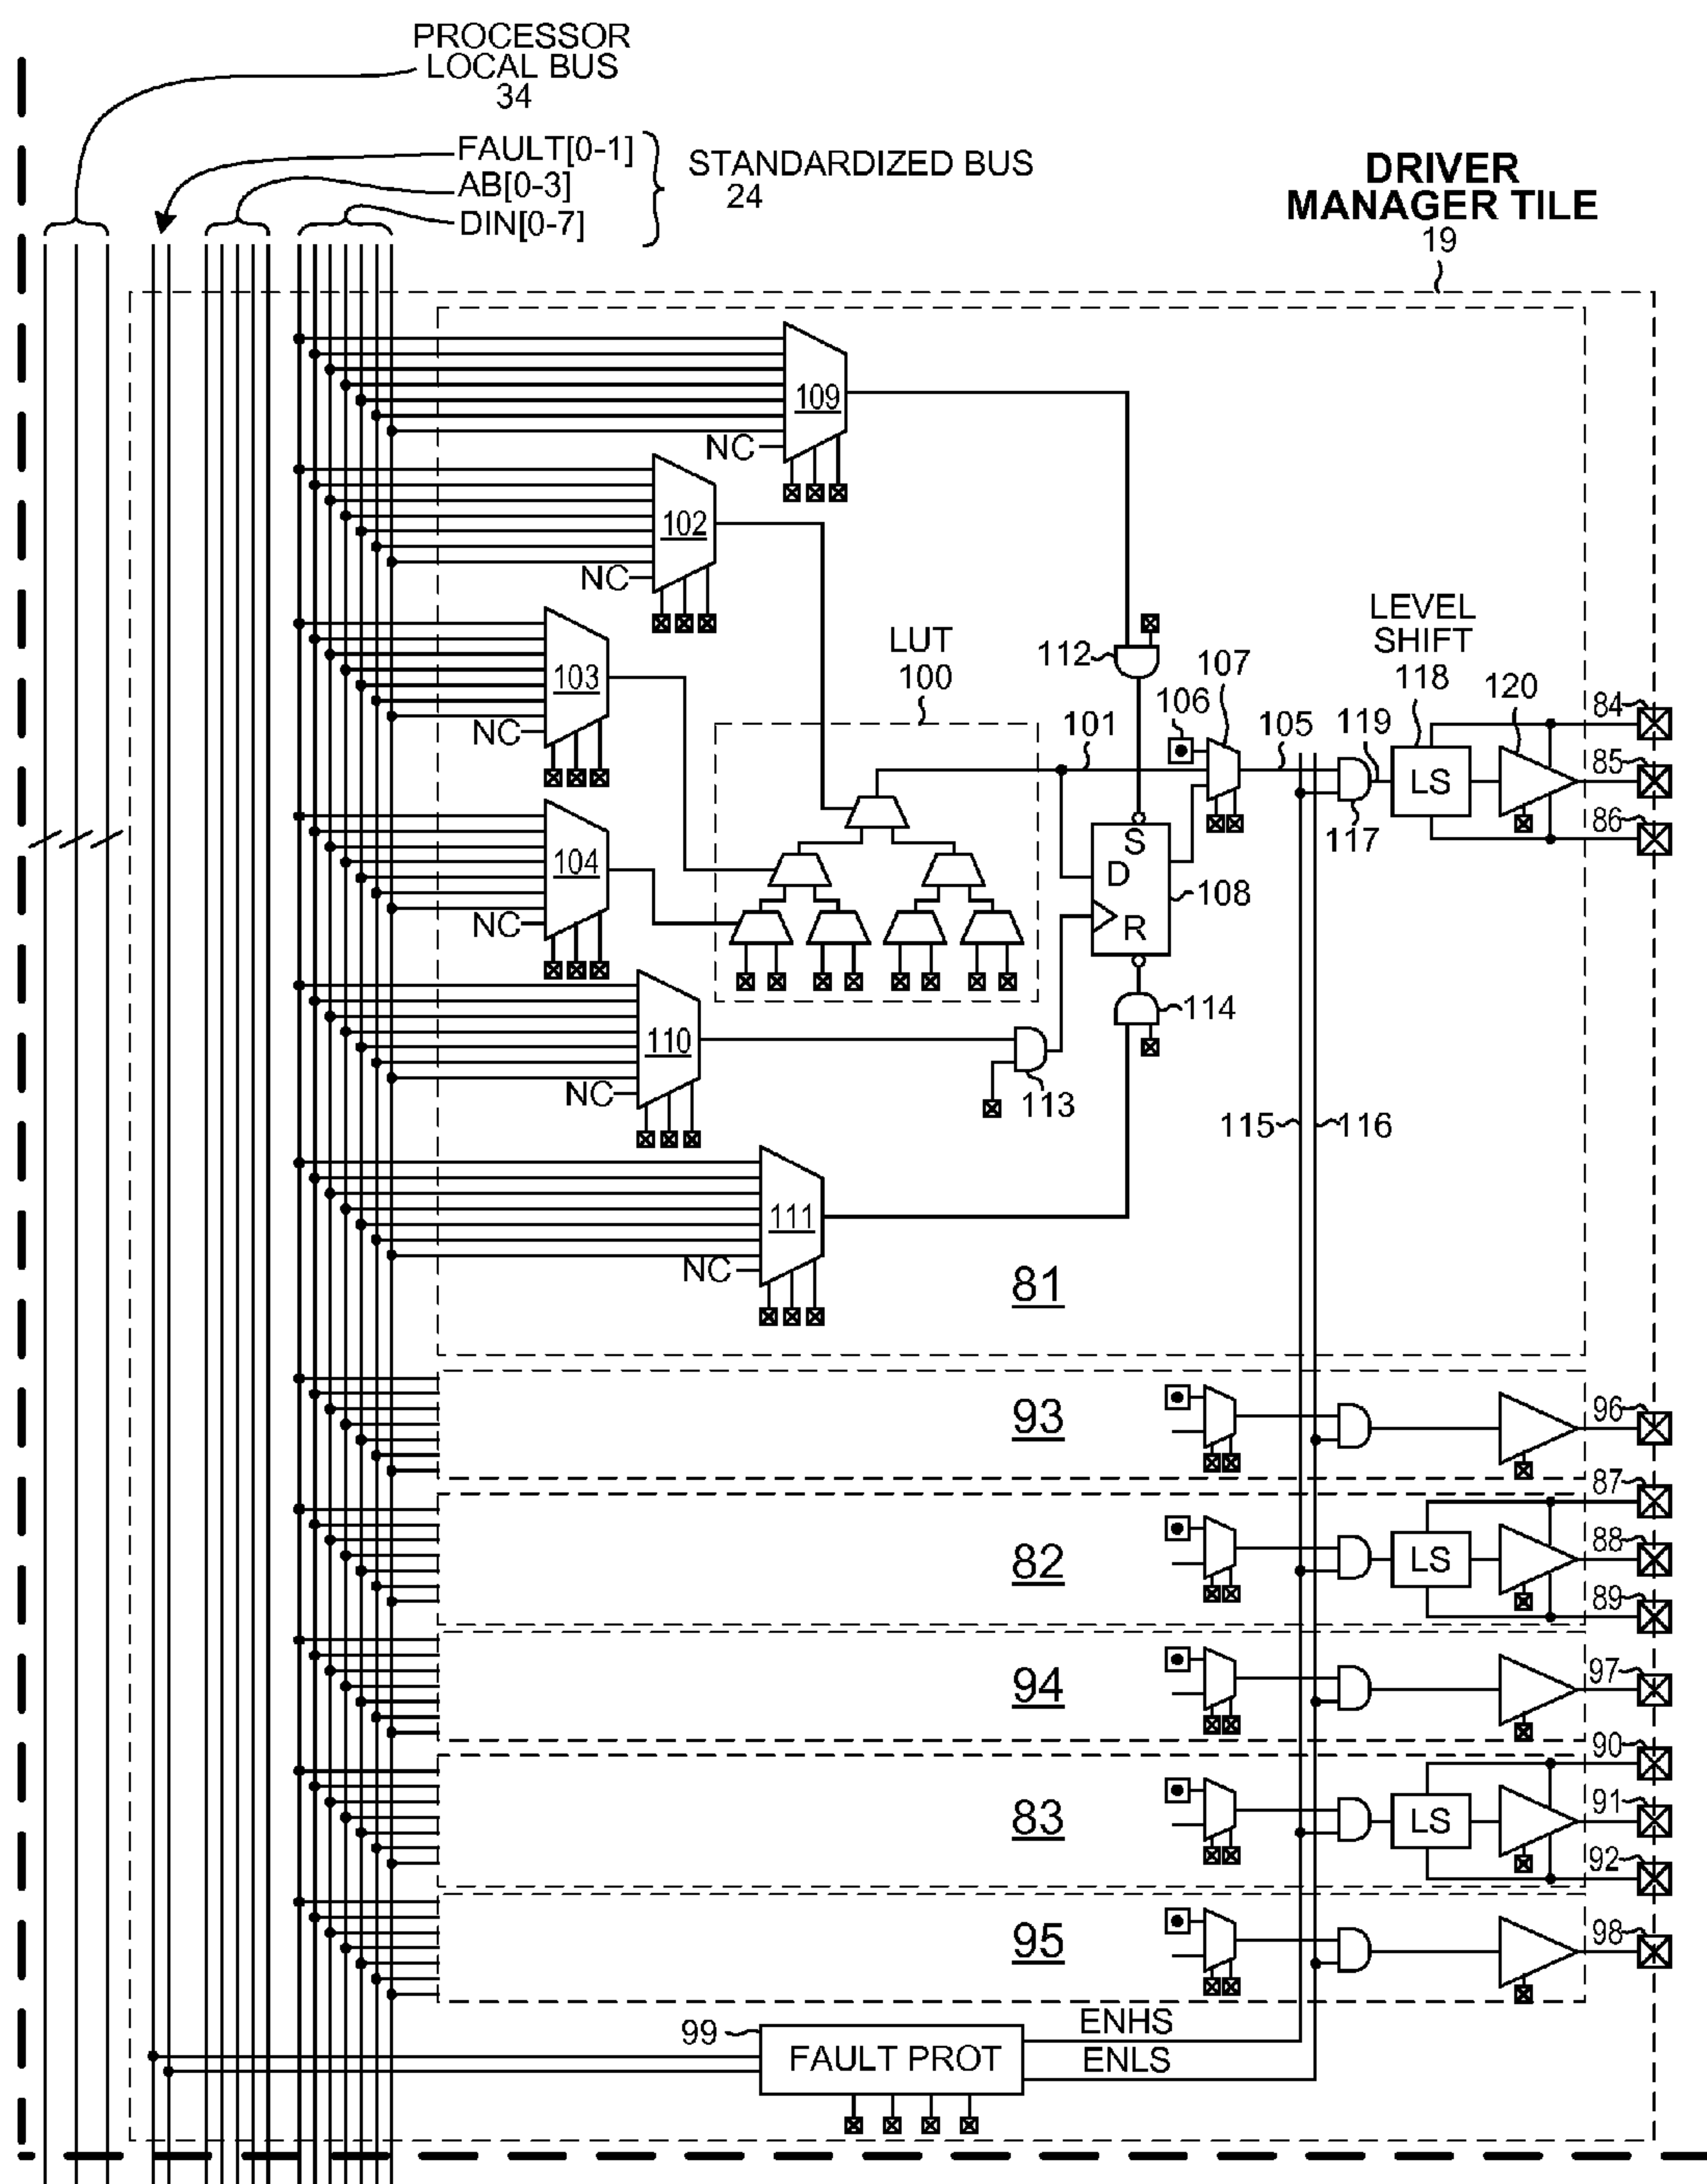 PROCESSOR
LOCAL BUS
34
FAULT[0-1]
AB[0-3]
DIN[0-7]
STANDARDIZED BUS
24
DRIVER
MANAGER TILE
19
109
NC
102
NC
103
NC
LUT
100
112
107
106
101
105
119
LEVEL
SHIFT
118
120
84
LS
85
117
86
104
NC
S
D
R
108
114
110
NC
113
115
116
111
NC
81
93
96
87
82
LS
88
89
94
97
90
83
LS
91
92
95
98
99
FAULT PROT
ENHS
ENLS